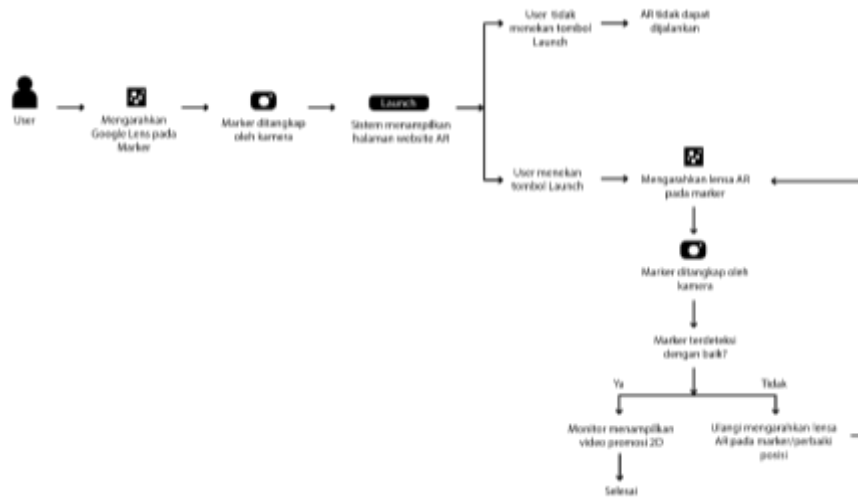 User tidak
menekan tombol
Launch
AR tidak dapat
dijalankan
User
Mengarahkan
Google Lens pada
Marker
Marker ditangkap
oleh kamera
Launch
Sistem menampilkan
halaman website AR
User menekan
tombol Launch
Mengarahkan lensa AR
pada marker
Marker ditangkap oleh
kamera
Marker terdeteksi
dengan baik?
Ya
Tidak
Monitor menampilkan
video promosi 2D
Ulangi mengarahkan lensa
AR pada marker/perbaiki
posisi
Selesai